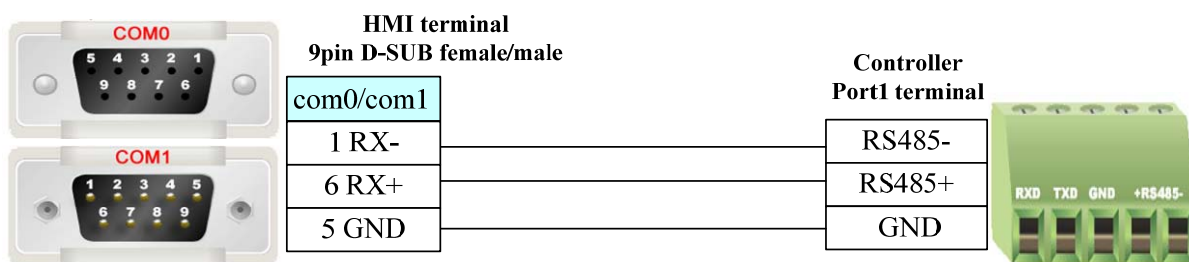 COM0
5 4 3 2 1
9 8 7 6
COM1
1 2 3 4 5
6 7 8 9
HMI terminal
9pin D-SUB female/male
com0/com1
1 RX-
6 RX+
5 GND
Controller
Port1 terminal
RS485-
RS485+
GND
RXD TXD GND +RS485-